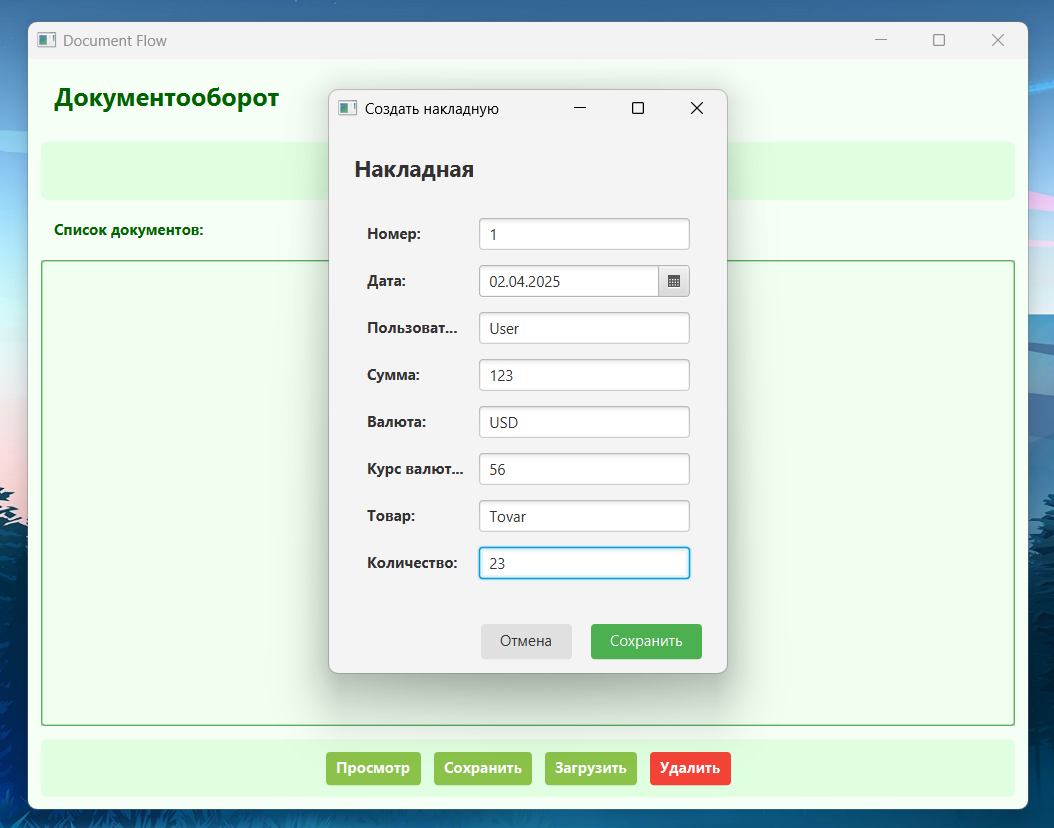 Document Flow
Документооборот
Список документов:
Создать накладную
Накладная
Номер: 1
Дата: 02.04.2025
Пользоват... User
Сумма: 123
Валюта: USD
Курс валют... 56
Товар: Tovar
Количество: 23
Отмена Сохранить
Просмотр Сохранить Загрузить Удалить